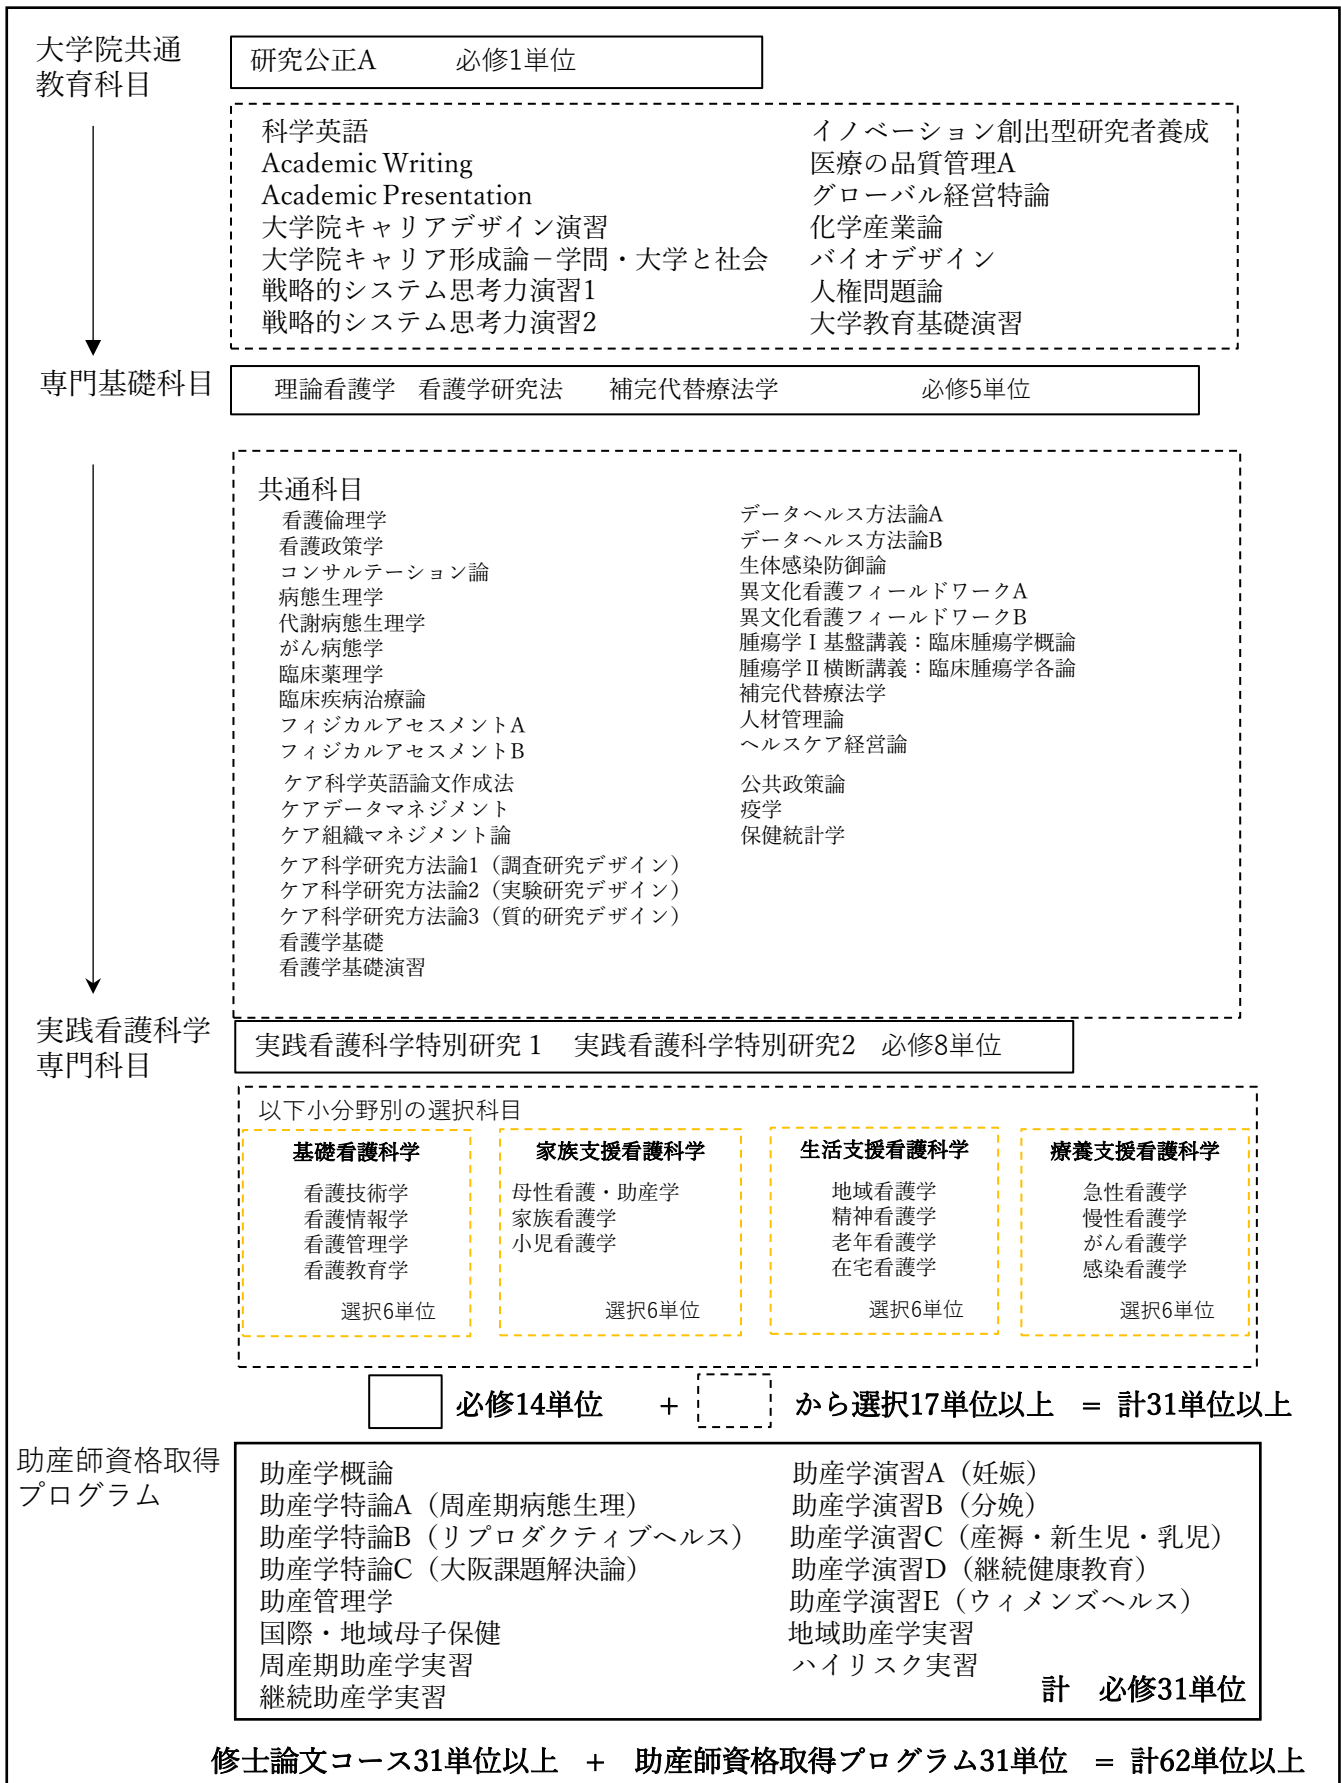 大学院共通
教育科目
研究公正A 必修1単位
科学英語
Academic Writing
Academic Presentation
大学院キャリアデザイン演習
大学院キャリア形成論－学問・大学と社会
戦略的システム思考力演習1
戦略的システム思考力演習2
イノベーション創出型研究者養成
医療の品質管理A
グローバル経営特論
化学産業論
バイオデザイン
人権問題論
大学教育基礎演習
専門基礎科目
理論看護学 看護学研究法 補完代替療法学 必修5単位
共通科目
看護倫理学
看護政策学
コンサルテーション論
病態生理学
代謝病態生理学
がん病態学
臨床薬理学
臨床疾病治療論
フィジカルアセスメントA
フィジカルアセスメントB
ケア科学英語論文作成法
ケアデータマネジメント
ケア組織マネジメント論
ケア科学研究方法論1（調査研究デザイン）
ケア科学研究方法論2（実験研究デザイン）
ケア科学研究方法論3（質的研究デザイン）
看護学基礎
看護学基礎演習
データヘルス方法論A
データヘルス方法論B
生体感染防御論
異文化看護フィールドワークA
異文化看護フィールドワークB
腫瘍学Ⅰ基盤講義：臨床腫瘍学概論
腫瘍学Ⅱ横断講義：臨床腫瘍学各論
補完代替療法学
人材管理論
ヘルスケア経営論
公共政策論
疫学
保健統計学
実践看護科学
専門科目
実践看護科学特別研究1 実践看護科学特別研究2 必修8単位
以下小分野別の選択科目
基礎看護科学
看護技術学
看護情報学
看護管理学
看護教育学
選択6単位
家族支援看護科学
母性看護・助産学
家族看護学
小児看護学
選択6単位
生活支援看護科学
地域看護学
精神看護学
老年看護学
在宅看護学
選択6単位
療養支援看護科学
急性看護学
慢性看護学
がん看護学
感染看護学
選択6単位
必修14単位 + から選択17単位以上 = 計31単位以上
助産師資格取得
プログラム
助産学概論
助産学特論A（周産期病態生理）
助産学特論B（リプロダクティブヘルス）
助産学特論C（大阪課題解決論）
助産管理学
国際・地域母子保健
周産期助産学実習
継続助産学実習
助産学演習A（妊娠）
助産学演習B（分娩）
助産学演習C（産褥・新生児・乳児）
助産学演習D（継続健康教育）
助産学演習E（ウィメンズヘルス）
地域助産学実習
ハイリスク実習
計 必修31単位
修士論文コース31単位以上 + 助産師資格取得プログラム31単位 = 計62単位以上